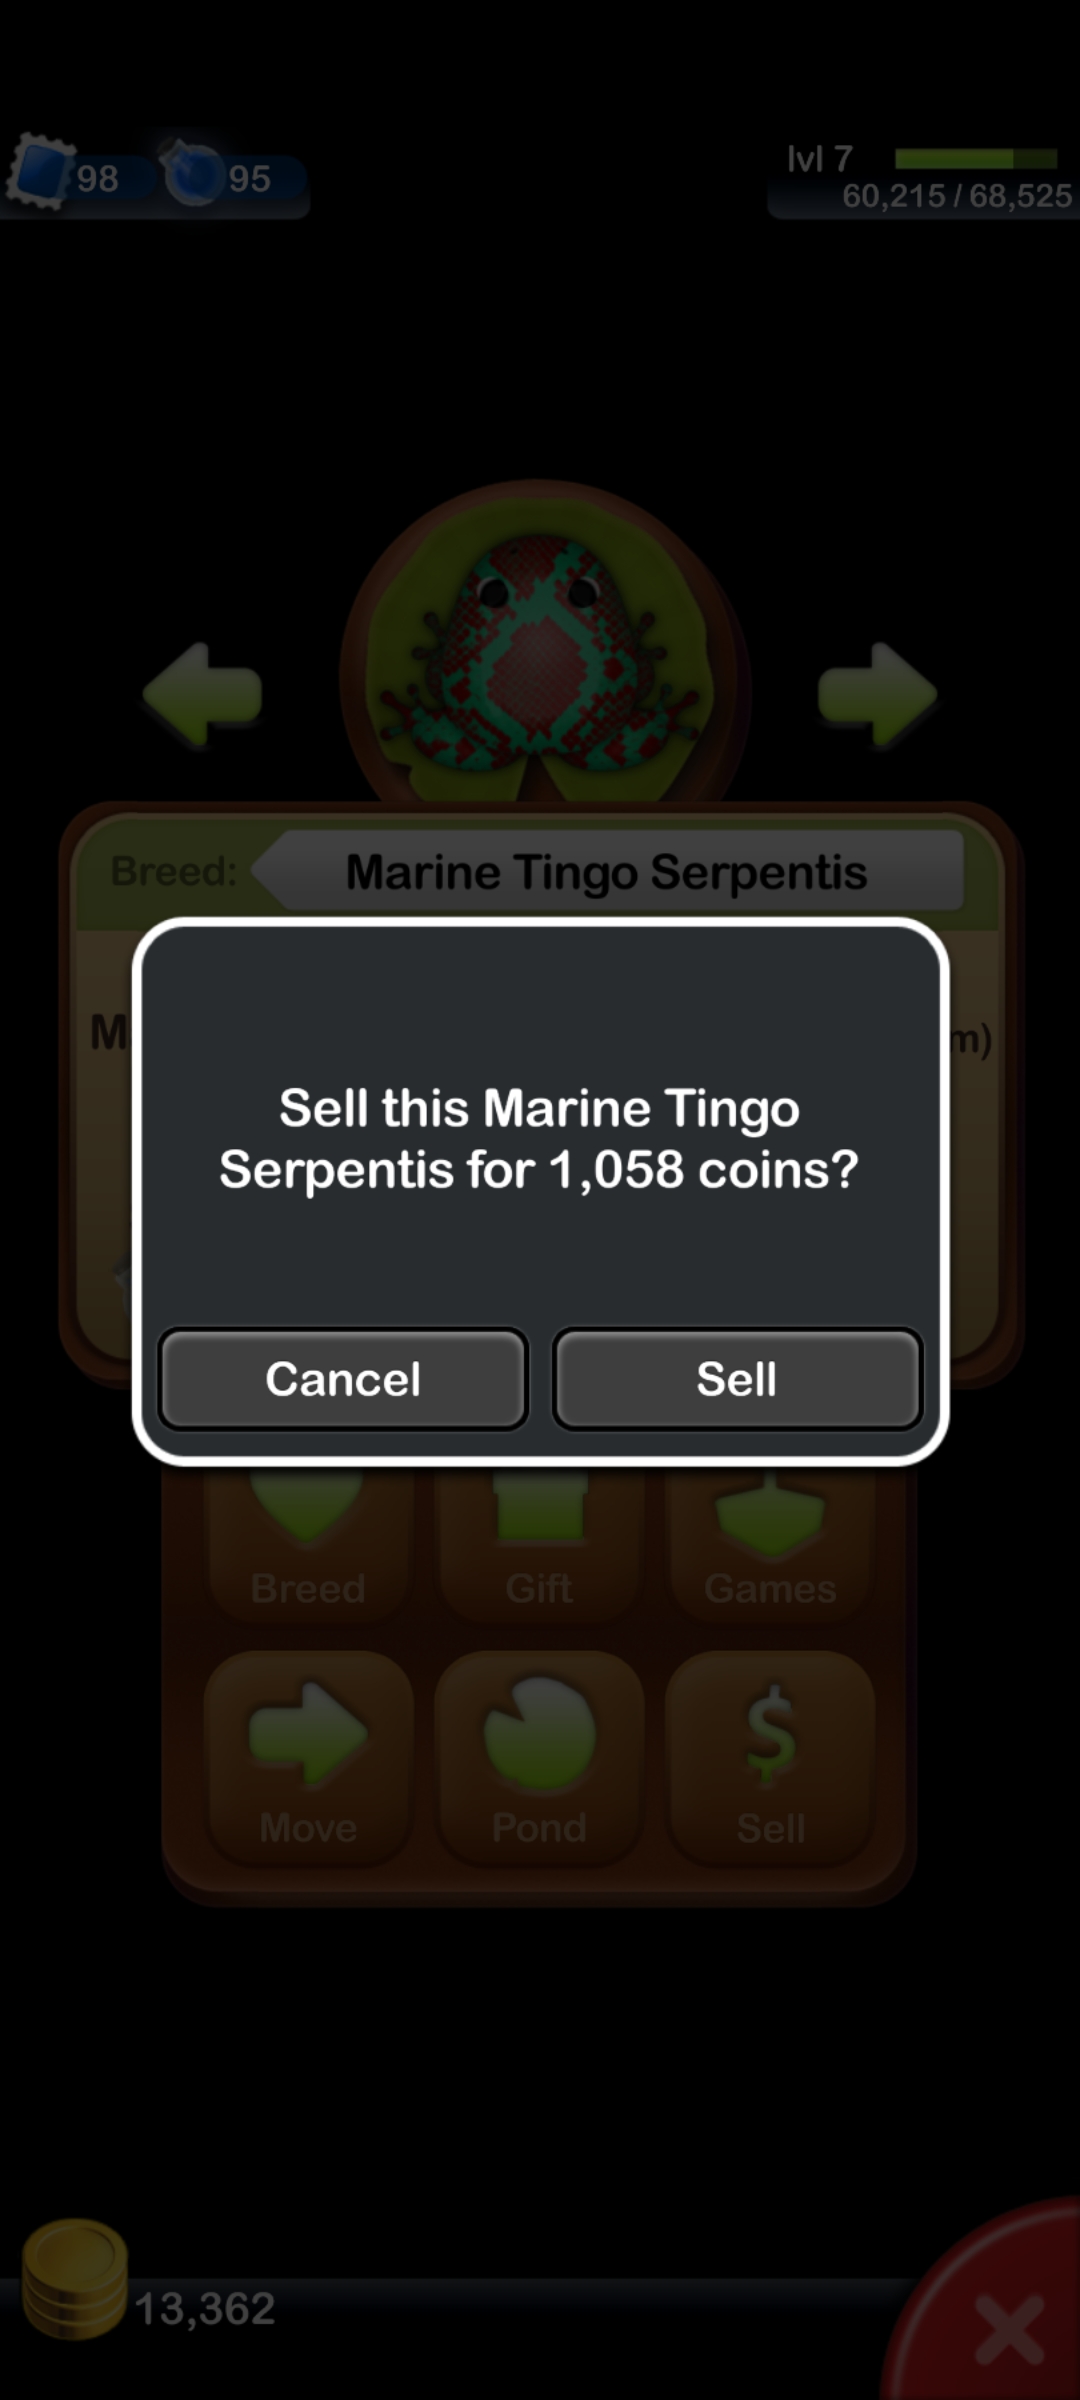 98
95
lvl 7
60,215 / 68,525
Breed:
Marine Tingo Serpentis
M
m)
Sell this Marine Tingo
Serpentis for 1,058 coins?
Cancel
Sell
Breed
Gift
Games
Move
Pond
Sell
13,362